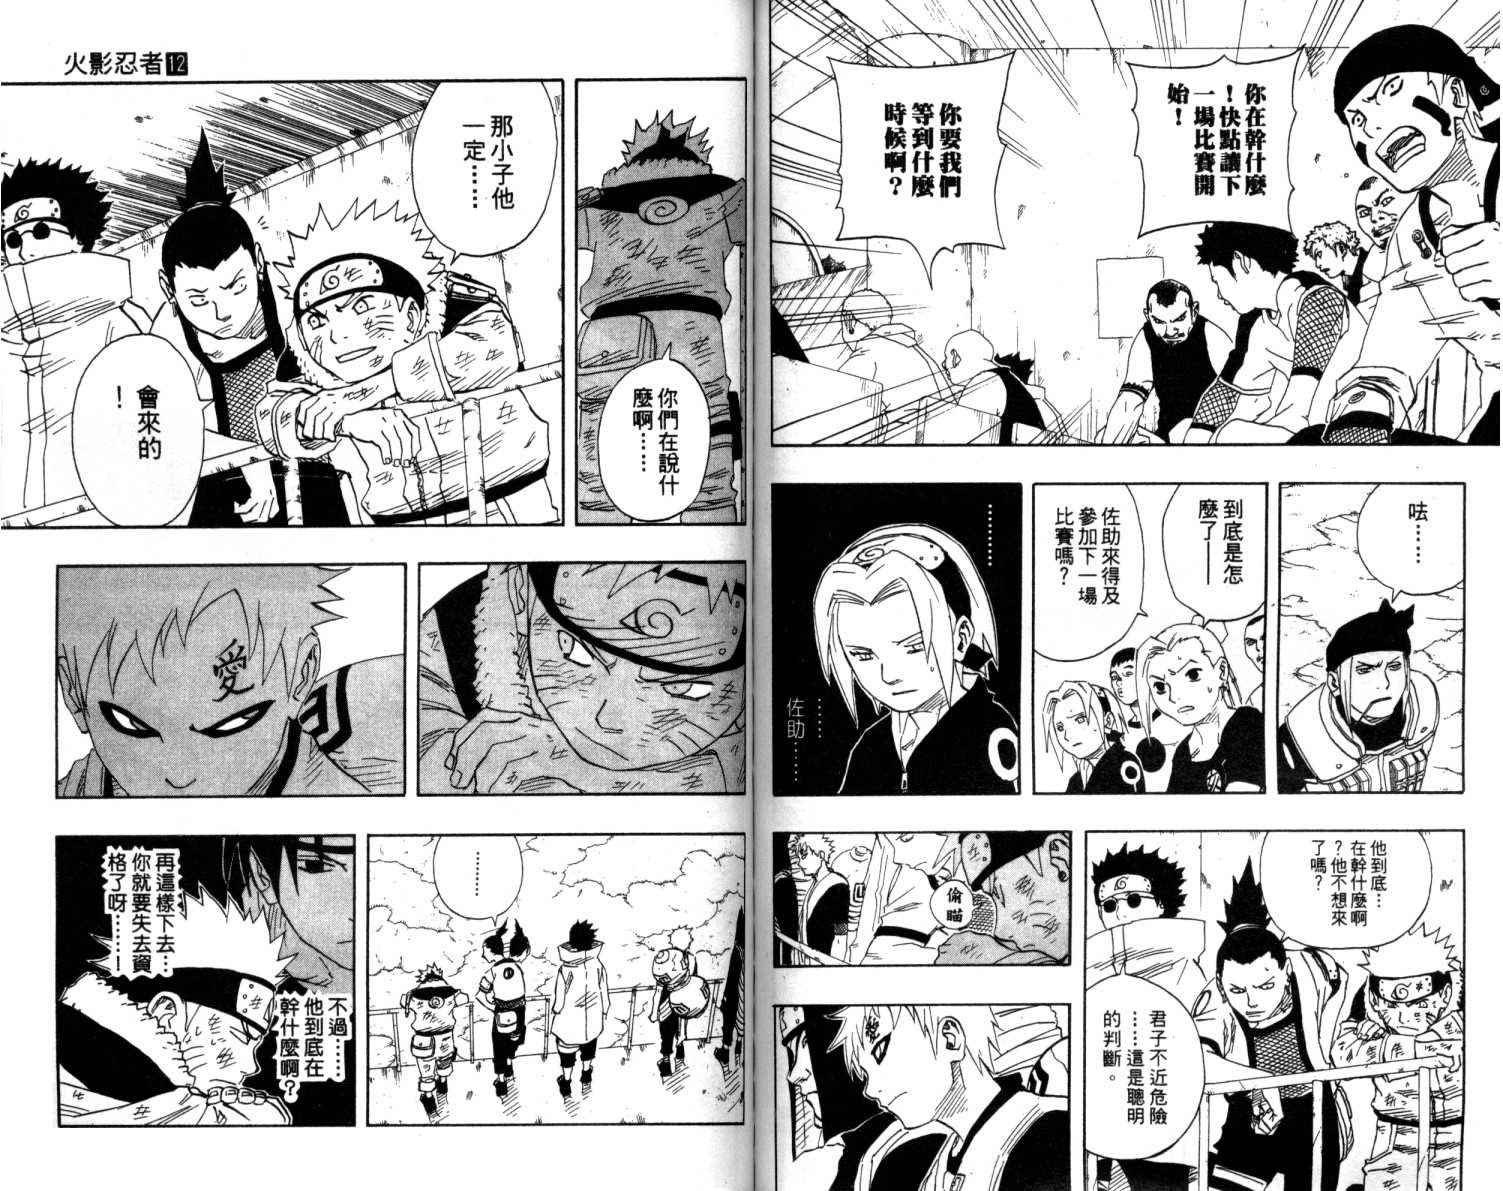 你在幹什麼
！快點讓下
一場比賽開
始！
你要我們
等到什麼
時候啊？
呿……
到底是怎
麼了──
佐助來得及
參加下一場
比賽嗎？
………
……
佐助……
他到底…
在幹什麼啊
？他不想來
了嗎？
偷瞄
君子不近危險
……這是聰明
的判斷。
愛
火影忍者12
你們在說什
麼啊……
那小子他
一定……
會來的
！
愛
………
不過……
他到底在
幹什麼啊？
再這樣下去…
你就要失去資
格了呀……！